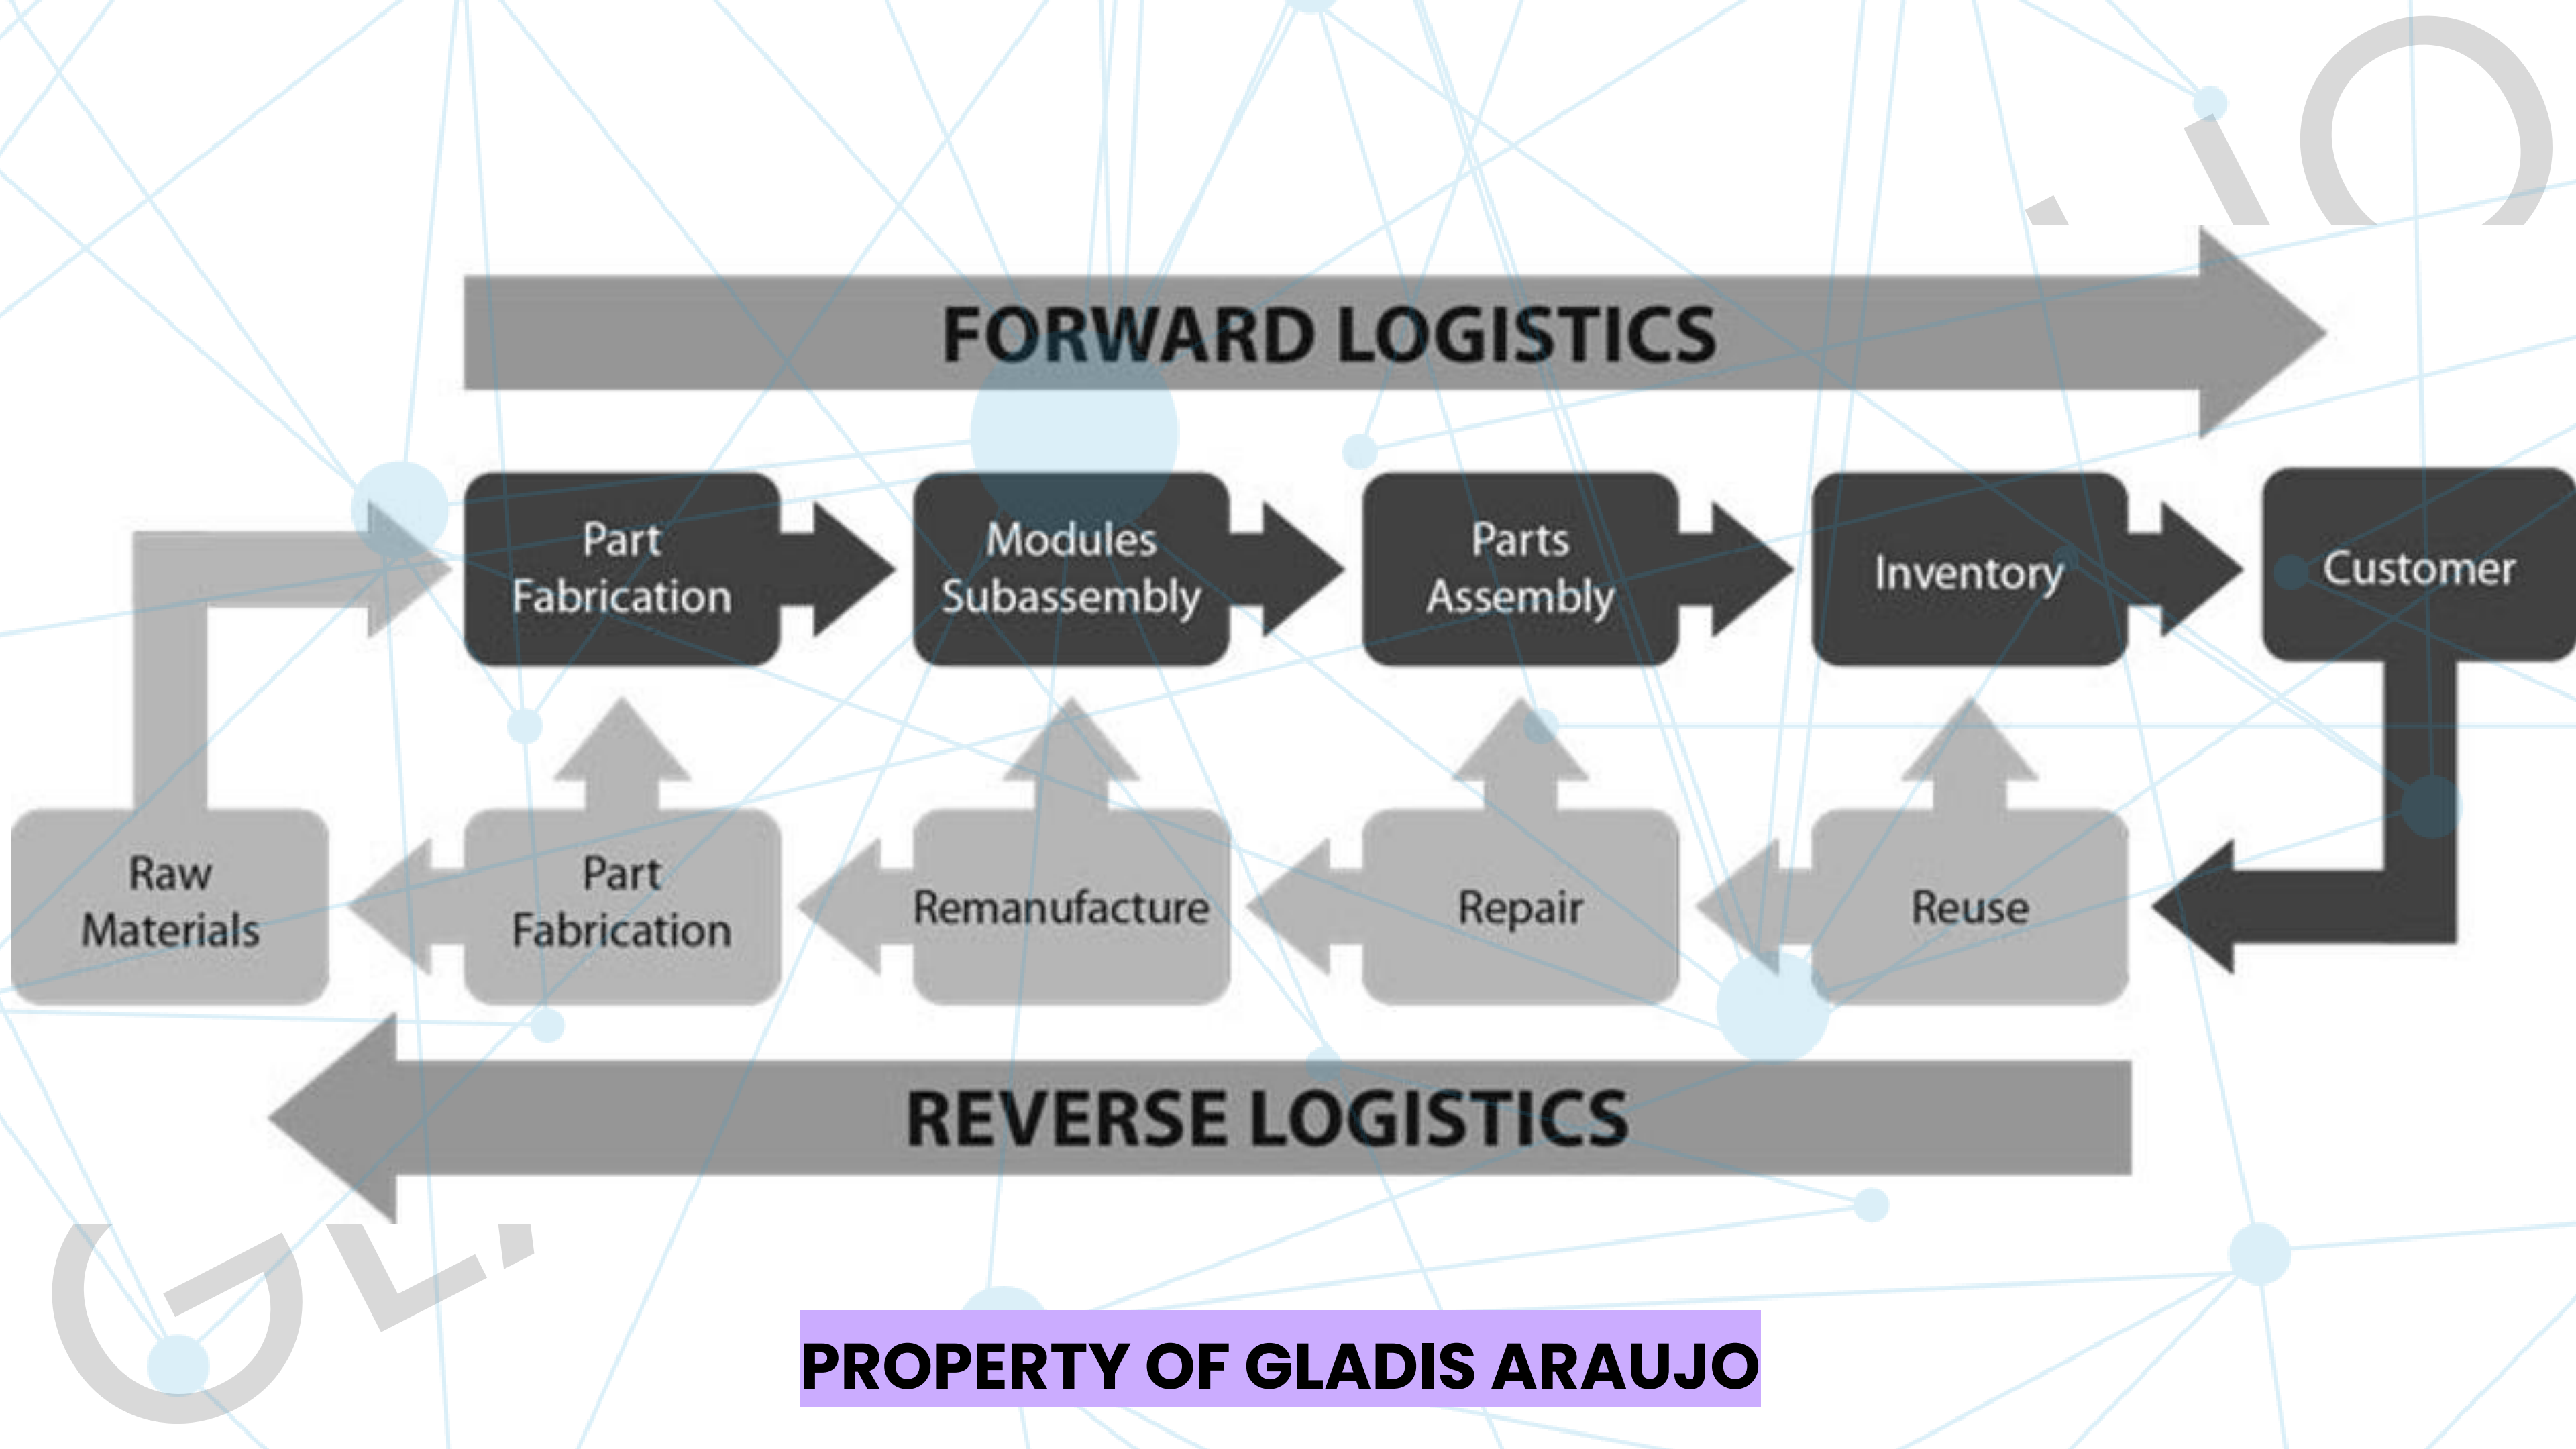 FORWARD LOGISTICS
Part
Fabrication
Modules
Subassembly
Parts
Assembly
Inventory
Customer
Raw
Materials
Part
Fabrication
Remanufacture
Repair
Reuse
REVERSE LOGISTICS
PROPERTY OF GLADIS ARAUJO